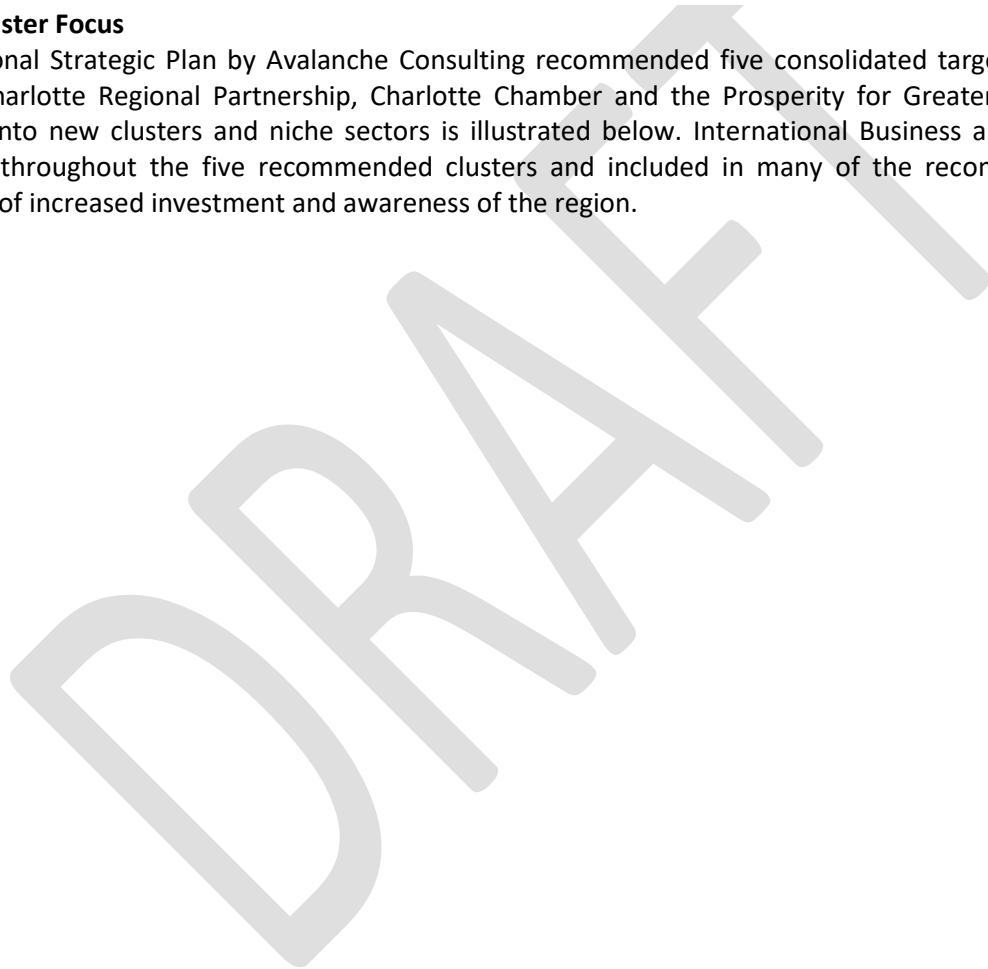 ster Focus
onal Strategic Plan by Avalanche Consulting recommended five consolidated targe
harlotte Regional Partnership, Charlotte Chamber and the Prosperity for Greater
nto new clusters and niche sectors is illustrated below. International Business a
throughout the five recommended clusters and included in many of the recon
of increased investment and awareness of the region.
DRAFT